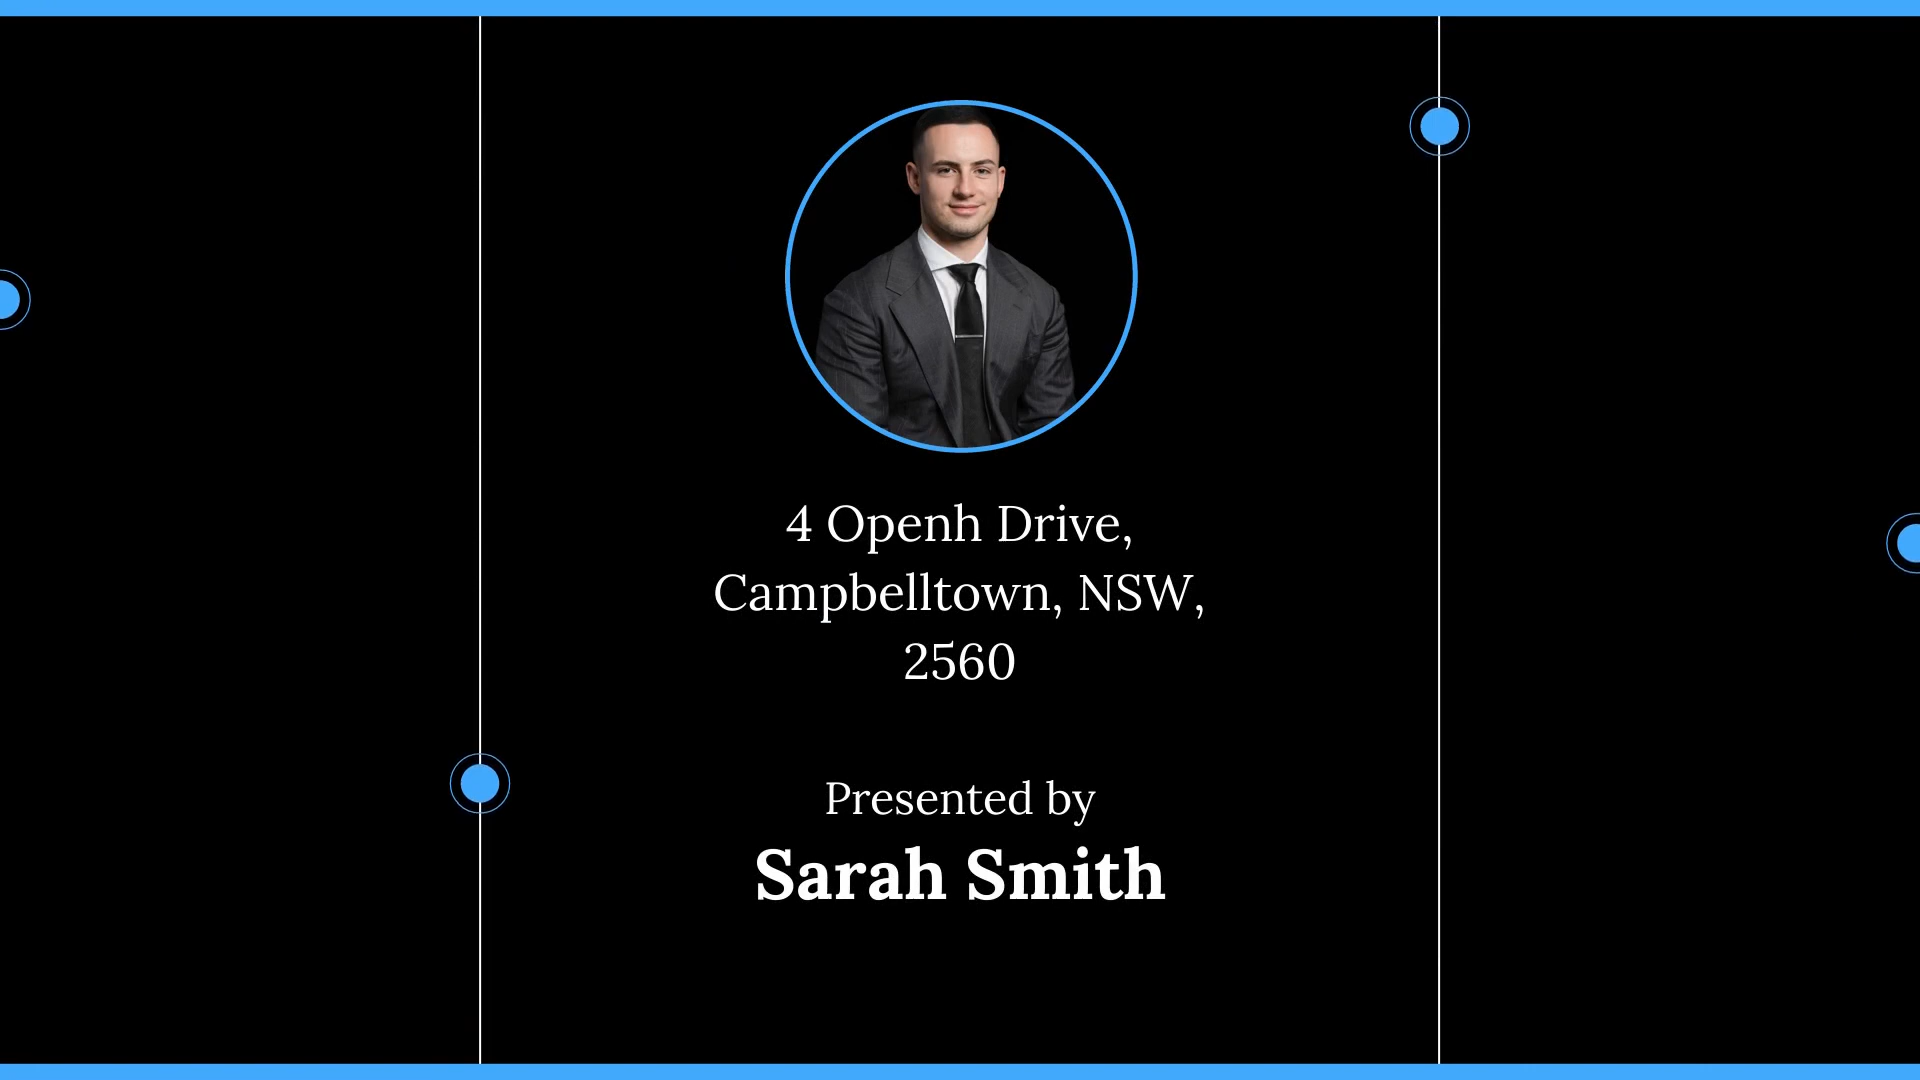 4 Openh Drive,
Campbelltown, NSW,
2560
Presented by
Sarah Smith